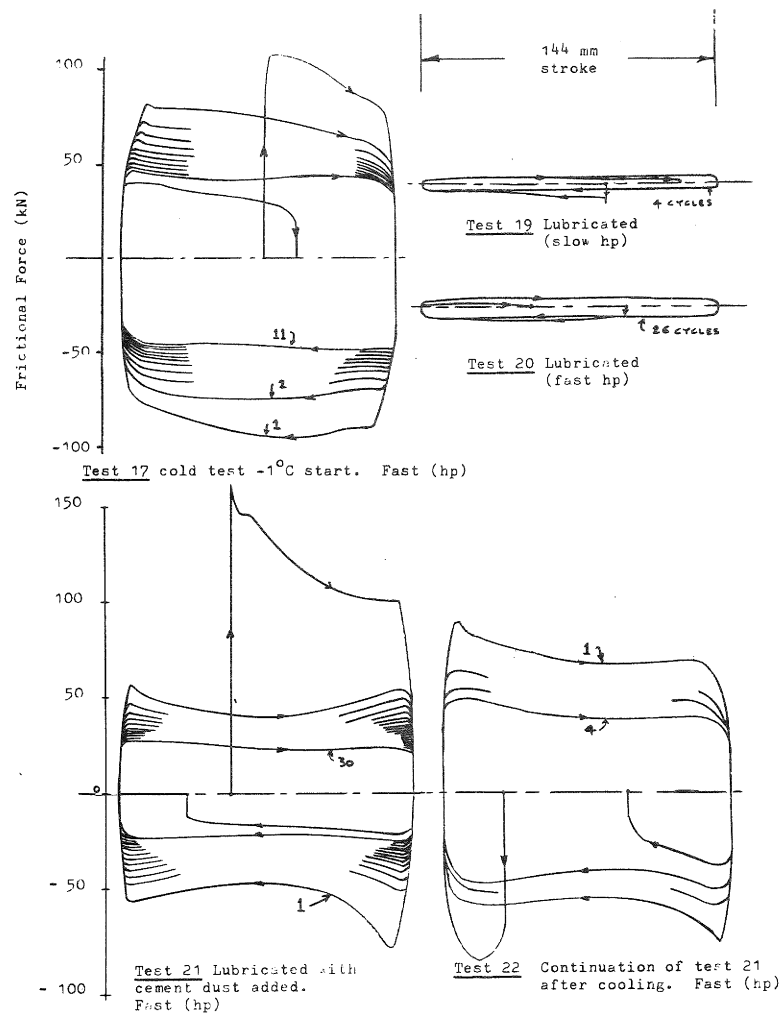 100
50
-50
-100
Frictional Force (kN)
11
2
1
144 mm
stroke
4 CYCLES
Test 19 Lubricated
(slow hp)
26 CYCLES
Test 20 Lubricated
(fast hp)
Test 17 cold test -1°C start. Fast (hp)
150
100
50
0
- 50
- 100
30
1
1
4
Test 21 Lubricated with
cement dust added.
Fast (hp)
Test 22 Continuation of test 21
after cooling. Fast (hp)